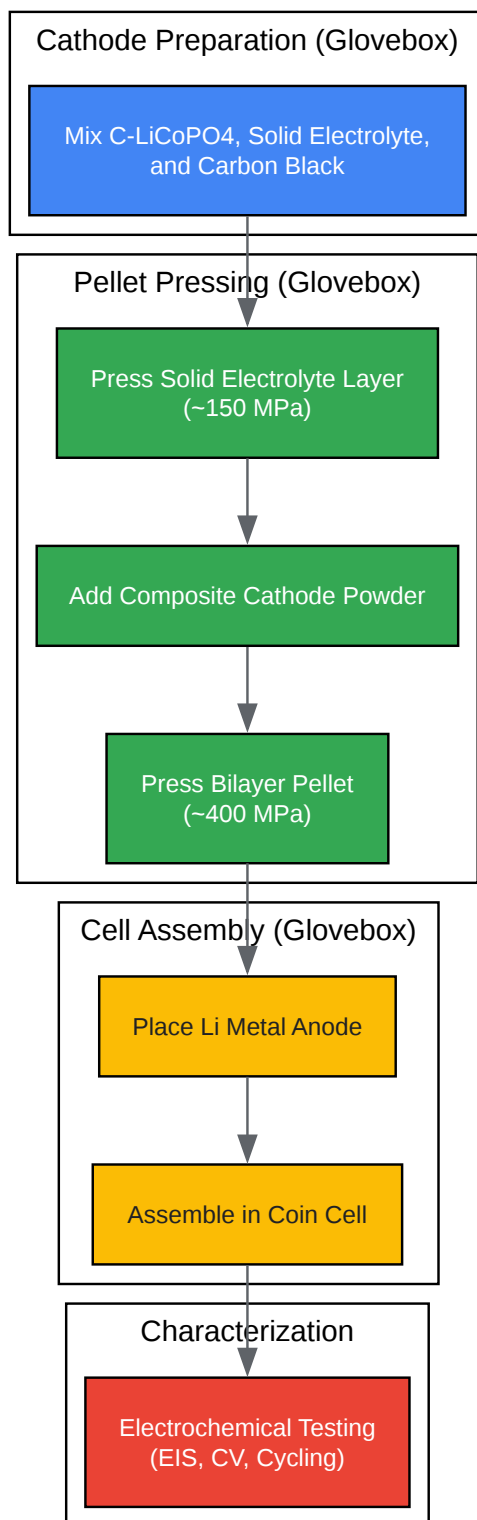 Cathode Preparation (Glovebox)
Mix C-LiCoPO4, Solid Electrolyte,
and Carbon Black
Pellet Pressing (Glovebox)
Press Solid Electrolyte Layer
(~150 MPa)
Add Composite Cathode Powder
Press Bilayer Pellet
(~400 MPa)
Cell Assembly (Glovebox)
Place Li Metal Anode
Assemble in Coin Cell
Characterization
Electrochemical Testing
(EIS, CV, Cycling)